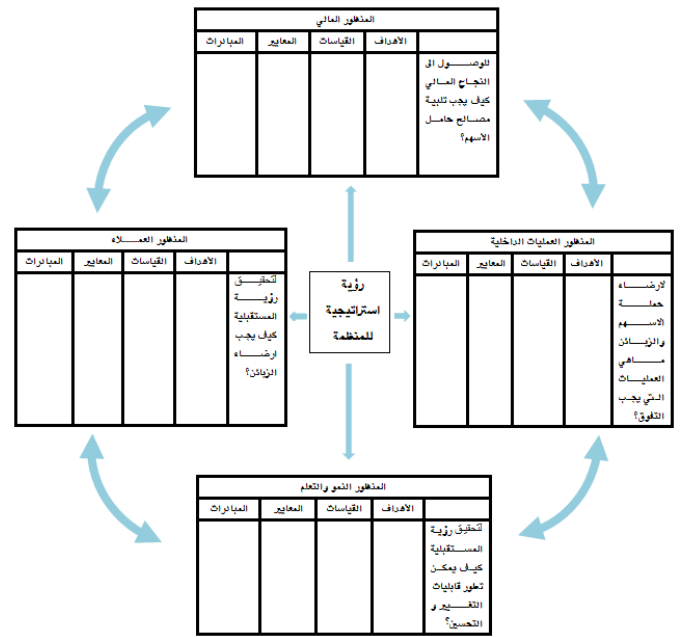 المنظور المالي
الأهداف القياسات المعايير المبادرات
للوصول الى
النجاح المالي
كيف يجب تلبية
مصالح حامل
الأسهم؟
المنظور العملاء
الأهداف القياسات المعايير المبادرات
لتحقيق
رؤية
المستقبلية
كيف يجب
ارضاء
الزبائن؟
رؤية
استراتيجية
للمنظمة
المنظور العمليات الداخلية
الأهداف القياسات المعايير المبادرات
لارضاء
حملة
الاسهم
والزبائن
ماهي
العمليات
التي يجب
التفوق؟
المنظور النمو والتعلم
الأهداف القياسات المعايير المبادرات
لتحقيق رؤية
المستقبلية
كيف يمكن
تطور قابليات
التغيير و
التحسين؟